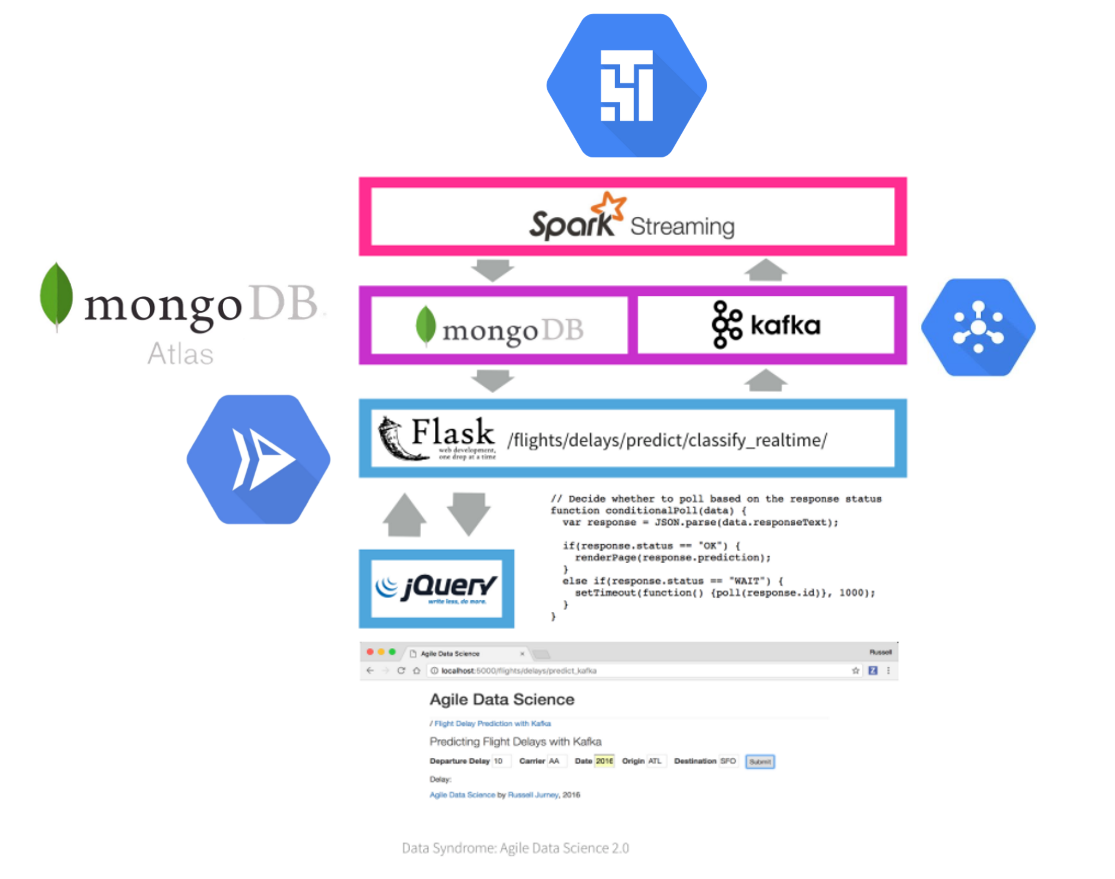 Spark Streaming
mongoDB
Atlas
mongoDB
kafka
Flask
web development,
one drop at a time
/flights/delays/predict/classify_realtime/
// Decide whether to poll based on the response status
function conditionalPoll(data) {
var response = JSON.parse(data.responseText);
if(response.status == "OK") {
renderPage(response.prediction);
}
else if(response.status == "WAIT") {
setTimeout(function() {poll(response.id)}, 1000);
}
}
jQuery
write less, do more.
Agile Data Science
Russell
localhost:5000/flights/delays/predict_kafka
Agile Data Science
/ Flight Delay Prediction with Kafka
Predicting Flight Delays with Kafka
Departure Delay 10 Carrier AA Date 2016 Origin ATL Destination SFO Submit
Delay:
Agile Data Science by Russell Jurney, 2016
Data Syndrome: Agile Data Science 2.0